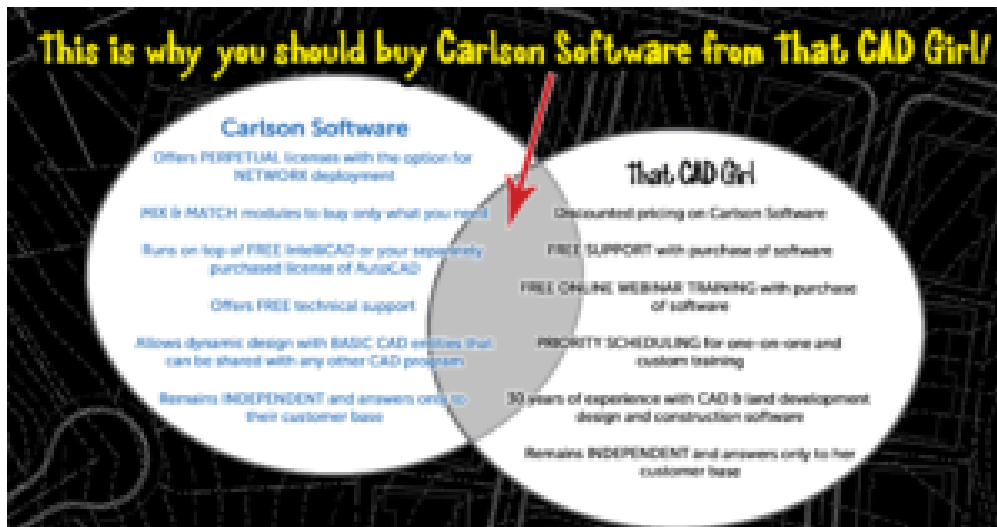 This is why you should buy Carlson Software from That CAD Girl!
Carlson Software
Offers PERPETUAL licenses with the option for
NETWORK deployment
MIX & MATCH modules to buy only what you need
Runs on top of FREE IntelliCAD or your separately
purchased license of AutoCAD
Offers FREE technical support
Allows dynamic design with BASIC CAD entities that
can be shared with any other CAD program
Remains INDEPENDENT and answers only to
their customer base
That CAD Girl
Discounted pricing on Carlson Software
FREE SUPPORT with purchase of software
FREE ONLINE WEBINAR TRAINING with purchase
of software
PRIORITY SCHEDULING for one-on-one and
custom training
30 years of experience with CAD & land development
design and construction software
Remains INDEPENDENT and answers only to her
customer base